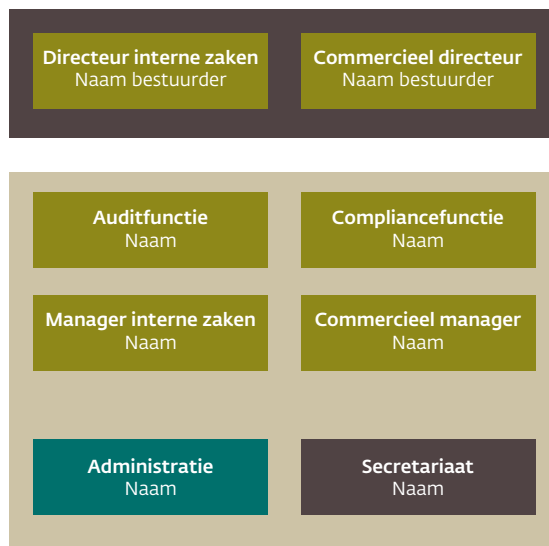 Directeur interne zaken
Naam bestuurder
Commercieel directeur
Naam bestuurder
Auditfunctie
Naam
Compliancefunctie
Naam
Manager interne zaken
Naam
Commercieel manager
Naam
Administratie
Naam
Secretariaat
Naam